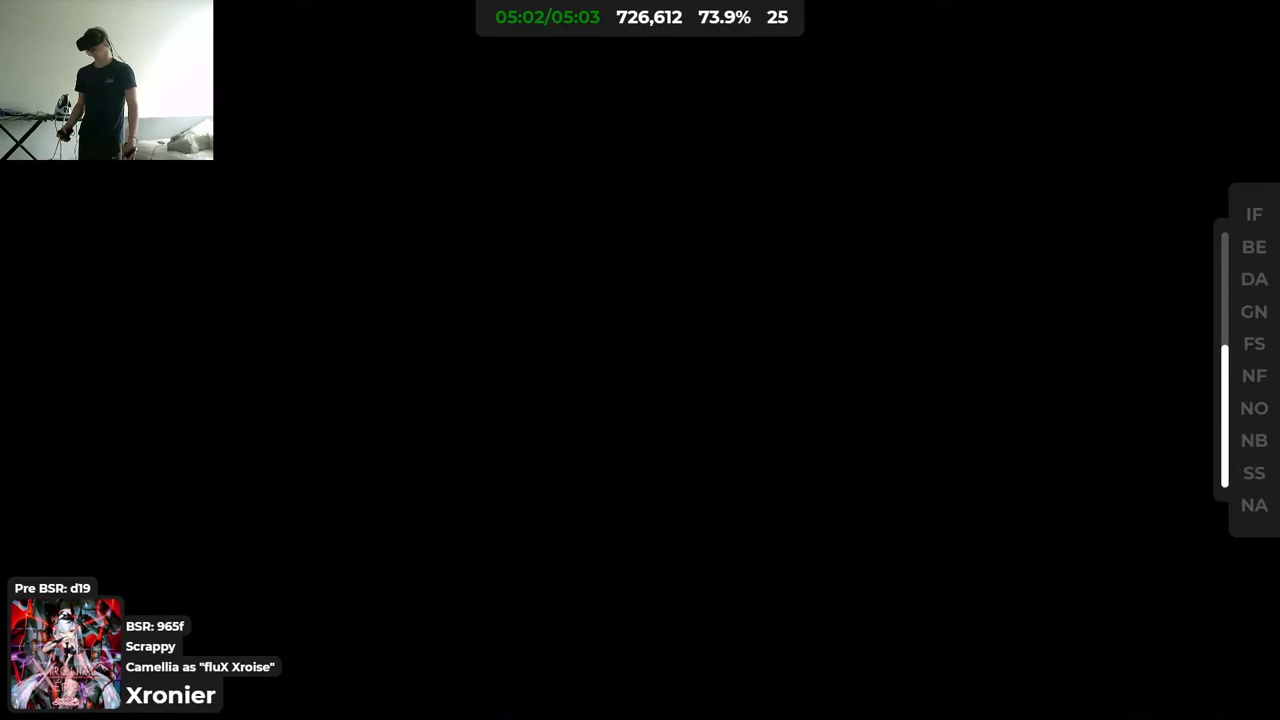 05:02/05:03 726,612 73.9% 25
IF
BE
DA
GN
FS
NF
NO
NB
SS
NA
Pre BSR: d19
BSR: 965f
Scrappy
Camellia as "fluX Xroise"
Xronier